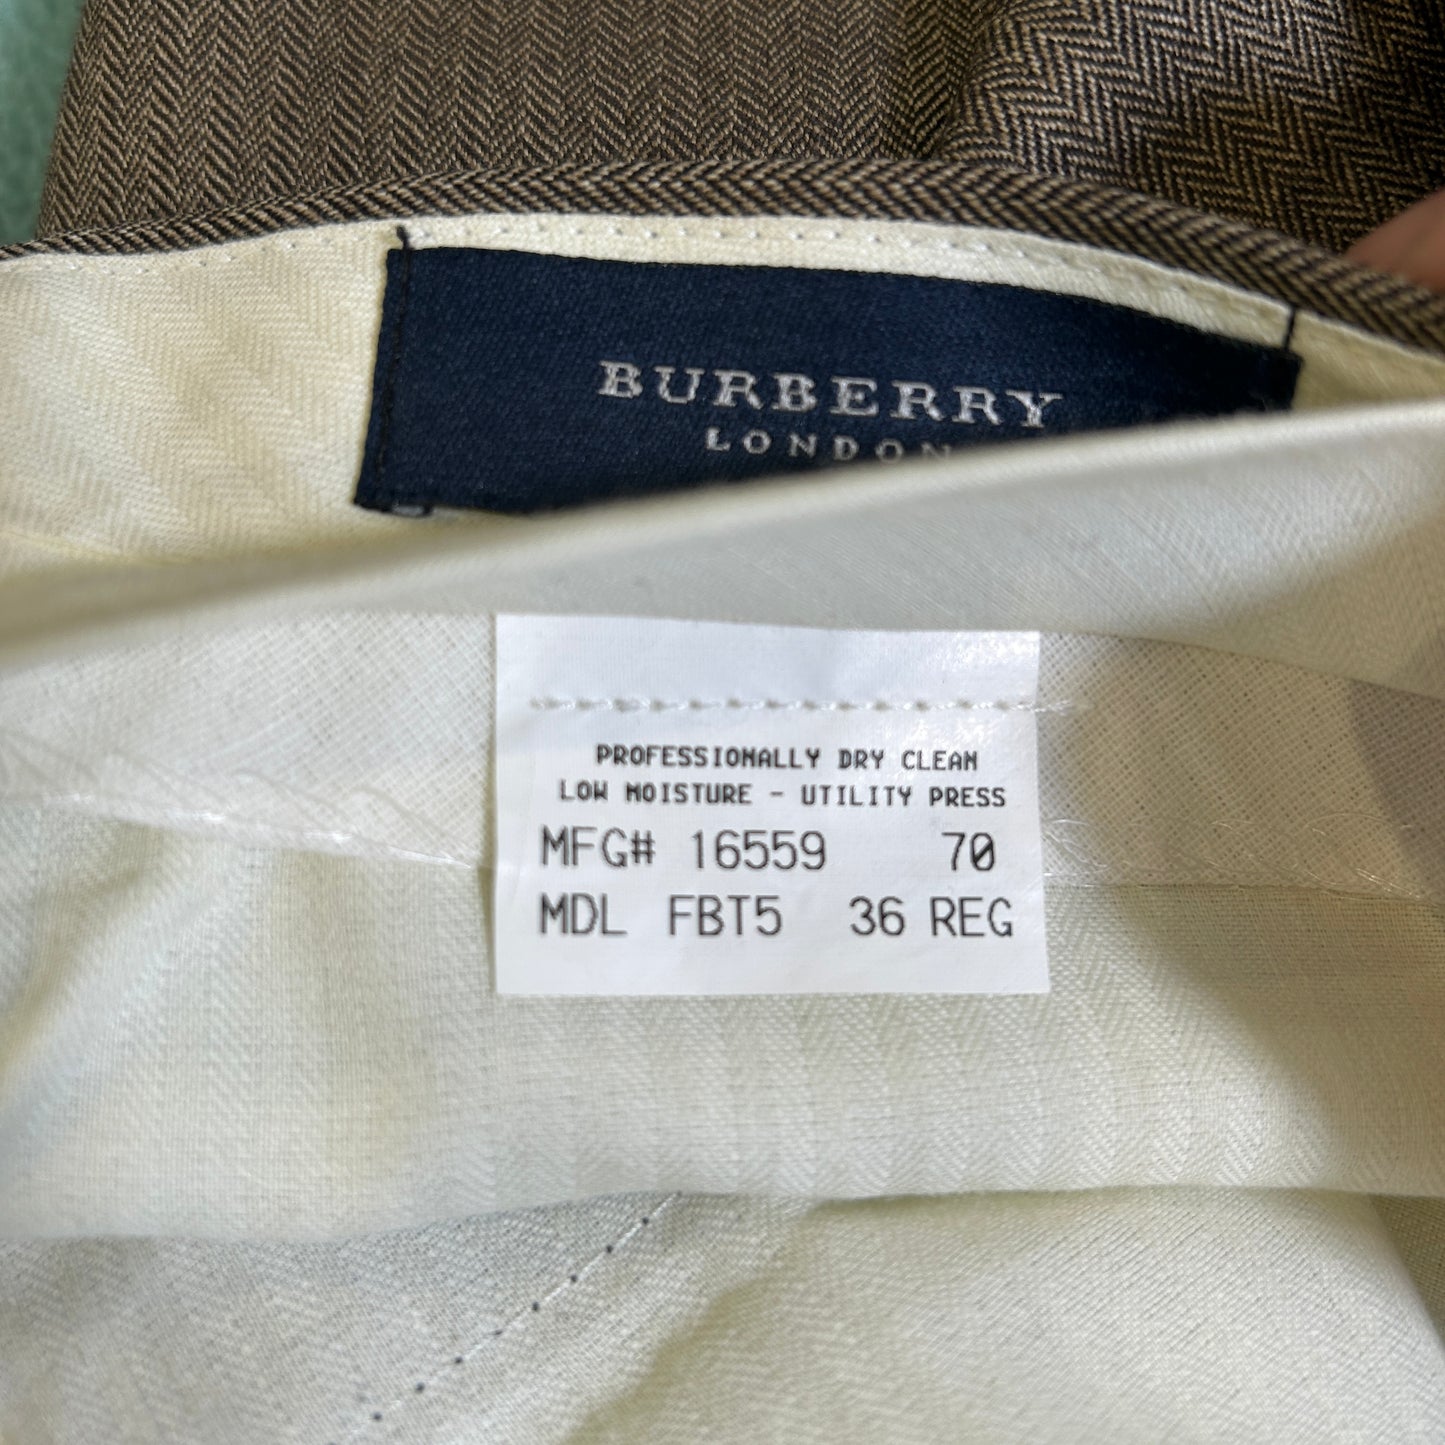 BURBERRY
LONDON
PROFESSIONALLY DRY CLEAN
LOW MOISTURE - UTILITY PRESS
MFG# 16559 70
MDL FBT5 36 REG